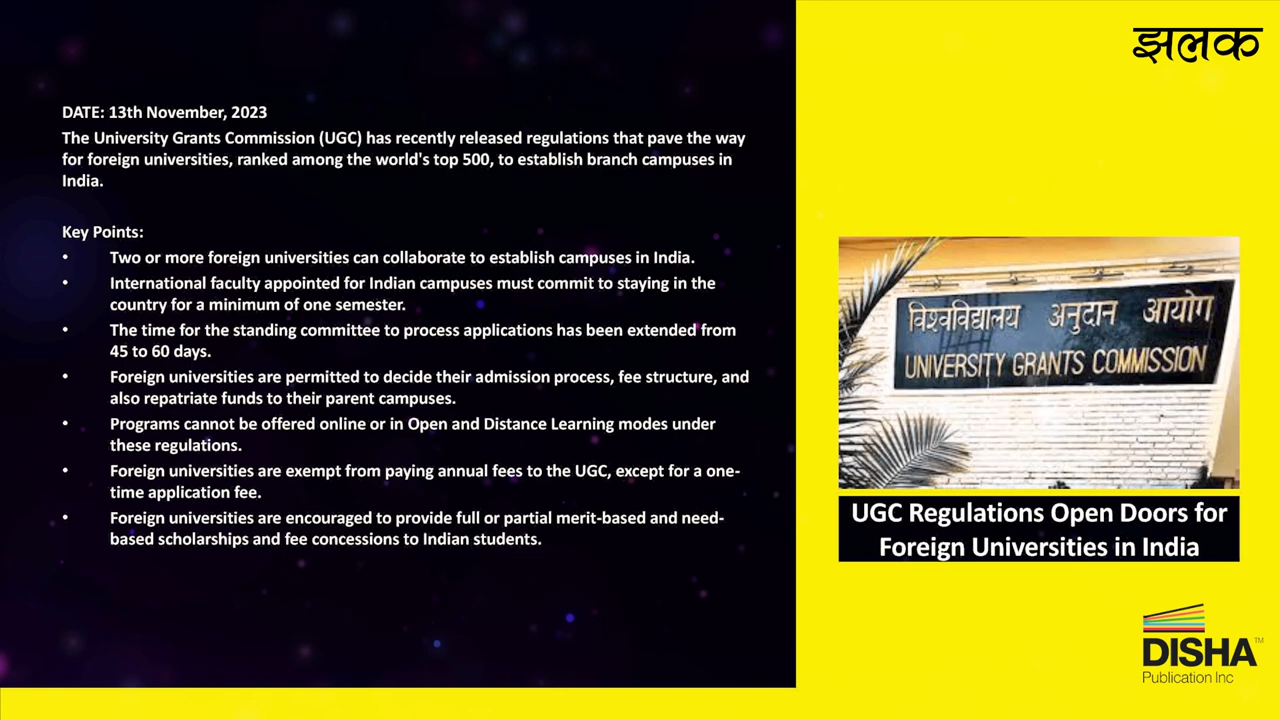 झलक
DATE: 13th November, 2023
The University Grants Commission (UGC) has recently released regulations that pave the way
for foreign universities, ranked among the world's top 500, to establish branch campuses in
India.
Key Points:
• Two or more foreign universities can collaborate to establish campuses in India.
• International faculty appointed for Indian campuses must commit to staying in the
country for a minimum of one semester.
• The time for the standing committee to process applications has been extended from
45 to 60 days.
• Foreign universities are permitted to decide their admission process, fee structure, and
also repatriate funds to their parent campuses.
• Programs cannot be offered online or in Open and Distance Learning modes under
these regulations.
• Foreign universities are exempt from paying annual fees to the UGC, except for a one-
time application fee.
• Foreign universities are encouraged to provide full or partial merit-based and need-
based scholarships and fee concessions to Indian students.
विश्वविद्यालय अनुदान आयोग
UNIVERSITY GRANTS COMMISSION
UGC Regulations Open Doors for
Foreign Universities in India
DISHA™
Publication Inc